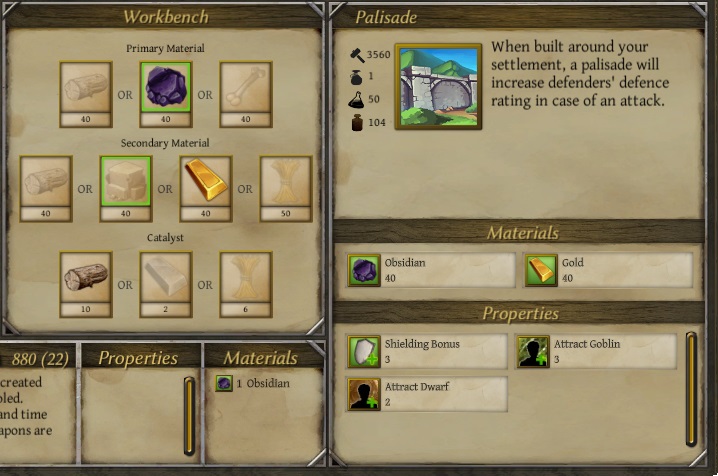 Workbench
Primary Material
OR OR
40 40 40
Secondary Material
OR OR OR
40 40 40 50
Catalyst
OR OR
10 2 6
880 (22)
created
oled.
and time
apons are
Properties
Materials
1 Obsidian
Palisade
3560
1
50
104
When built around your
settlement, a palisade will
increase defenders' defence
rating in case of an attack.
Materials
Obsidian
40
Gold
40
Properties
Shielding Bonus
3
Attract Goblin
3
Attract Dwarf
2